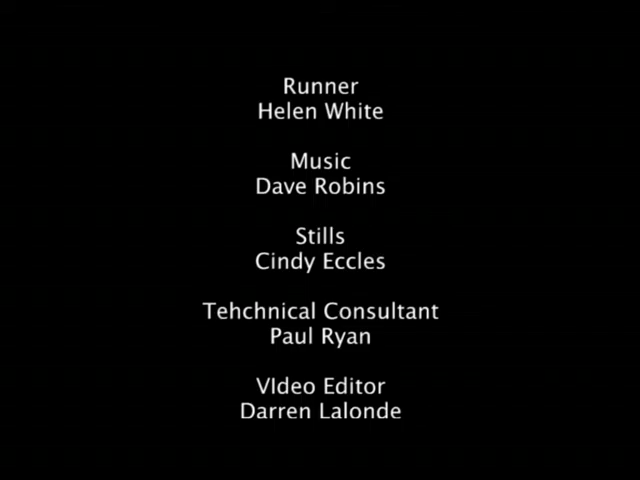 Runner
Helen White
Music
Dave Robins
Stills
Cindy Eccles
Tehchnical Consultant
Paul Ryan
VIdeo Editor
Darren Lalonde